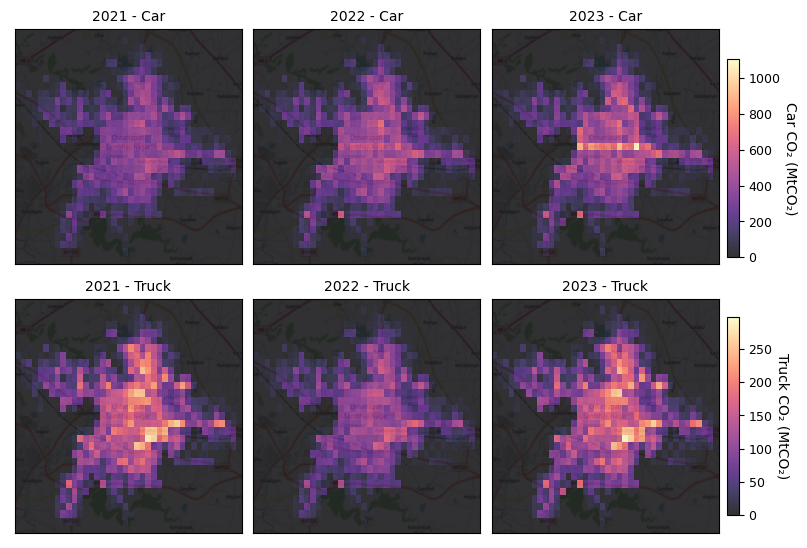 2021 - Car
2022 - Car
2023 - Car
1000
800
600
400
200
0
Car CO₂ (MtCO₂)
2021 - Truck
2022 - Truck
2023 - Truck
250
200
150
100
50
0
Truck CO₂ (MtCO₂)